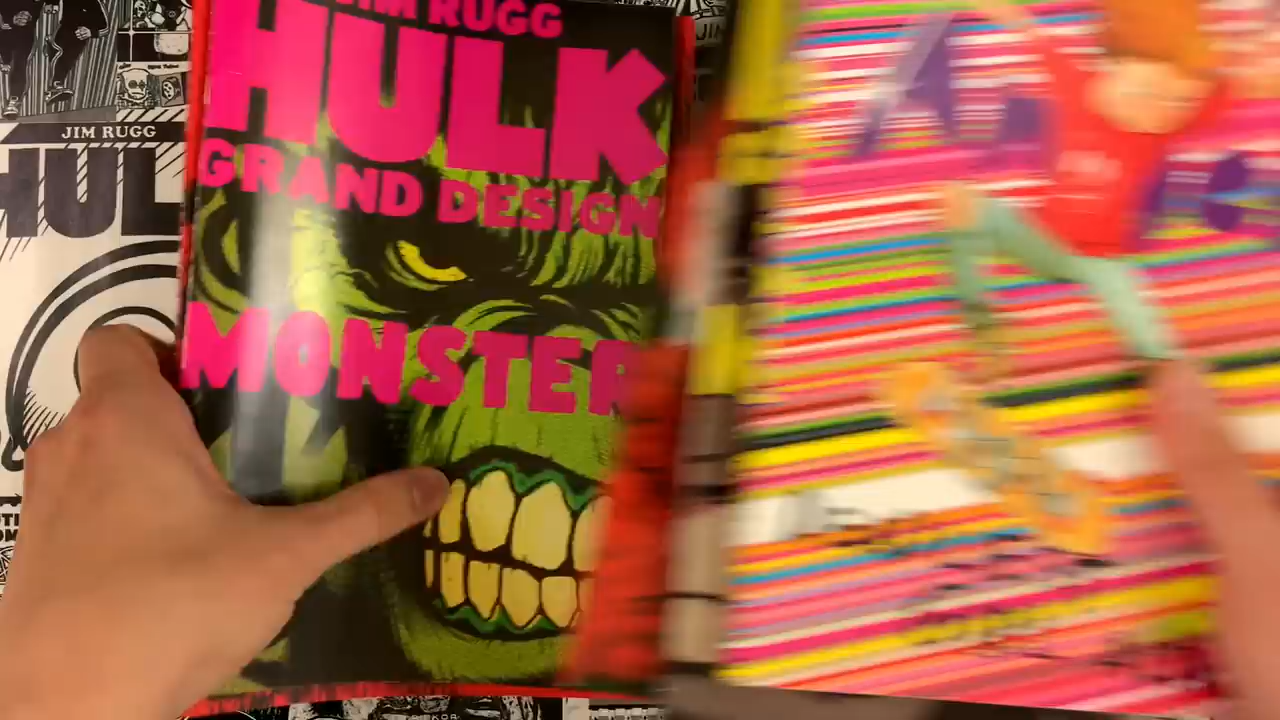 JIM RUGG
HULK
GRAND DESIGN
MONSTER
JIM RUGG
HUL